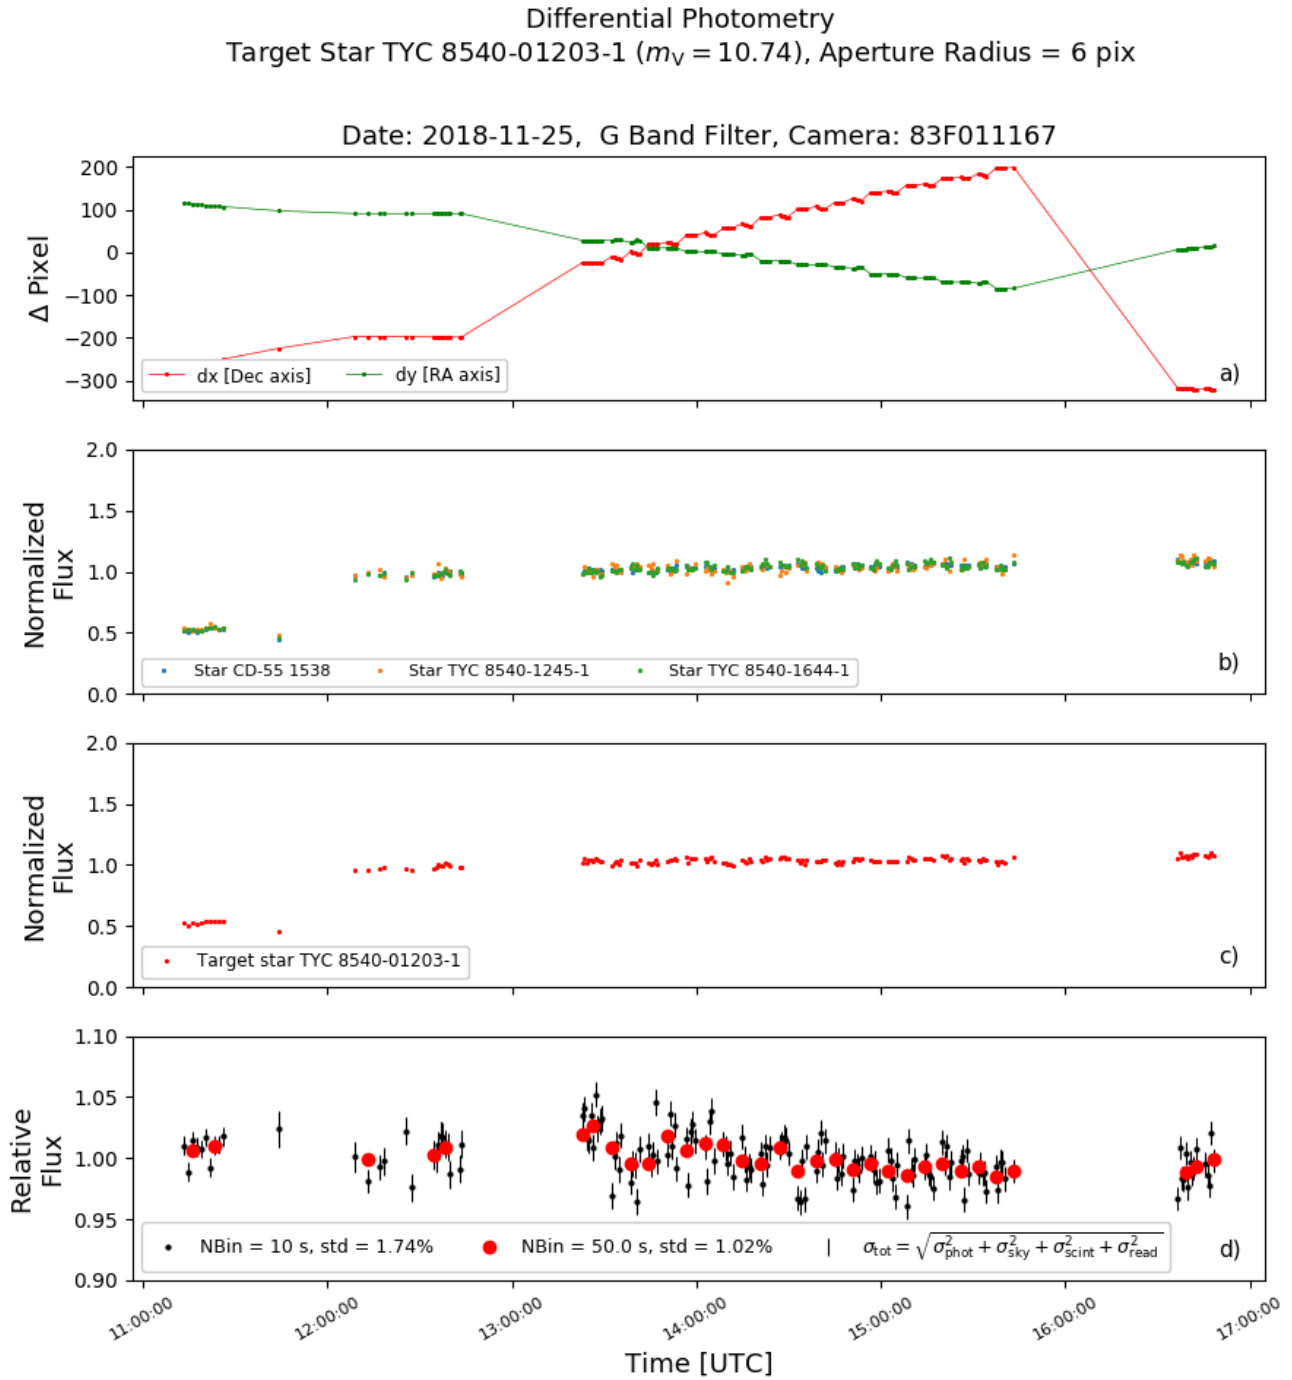 Differential Photometry
Target Star TYC 8540-01203-1 (m_V = 10.74), Aperture Radius = 6 pix
Date: 2018-11-25,  G Band Filter, Camera: 83F011167
200
100
0
−100
−200
−300
Δ Pixel
dx [Dec axis]
dy [RA axis]
a)
2.0
1.5
1.0
0.5
0.0
Normalized
Flux
Star CD-55 1538
Star TYC 8540-1245-1
Star TYC 8540-1644-1
b)
2.0
1.5
1.0
0.5
0.0
Normalized
Flux
Target star TYC 8540-01203-1
c)
1.10
1.05
1.00
0.95
0.90
Relative
Flux
NBin = 10 s, std = 1.74%
NBin = 50.0 s, std = 1.02%
σ_tot = √(σ²_phot + σ²_sky + σ²_scint + σ²_read)
d)
11:00:00
12:00:00
13:00:00
14:00:00
15:00:00
16:00:00
17:00:00
Time [UTC]